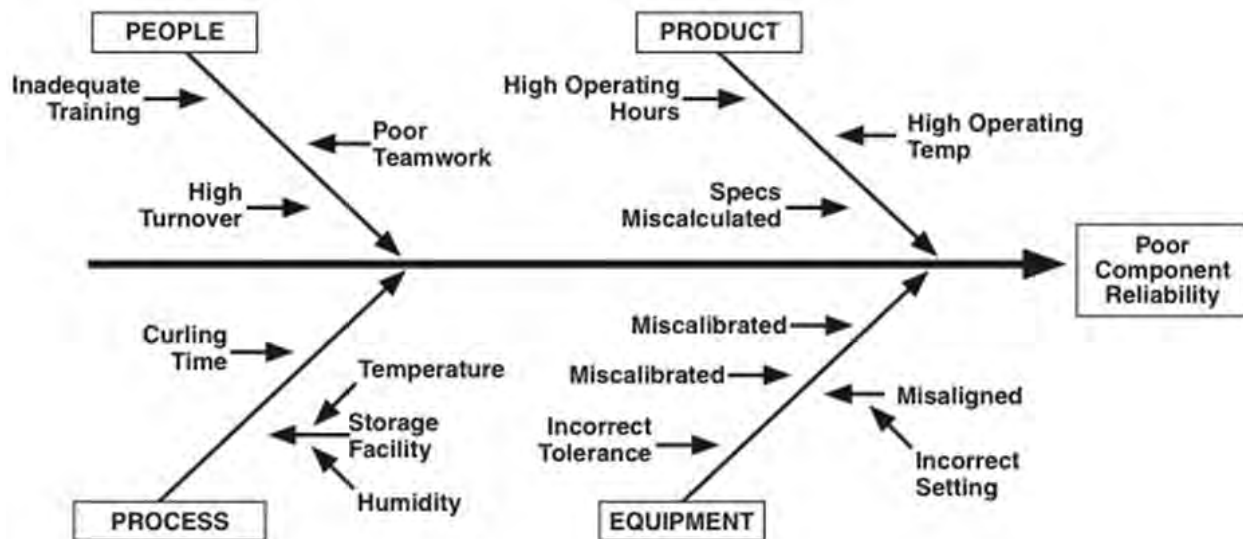 PEOPLE
PRODUCT
Inadequate
Training
High Operating
Hours
Poor
Teamwork
High Operating
Temp
High
Turnover
Specs
Miscalculated
Poor
Component
Reliability
Curling
Time
Miscalibrated
Temperature
Miscalibrated
Misaligned
Storage
Facility
Incorrect
Tolerance
Incorrect
Setting
Humidity
PROCESS
EQUIPMENT